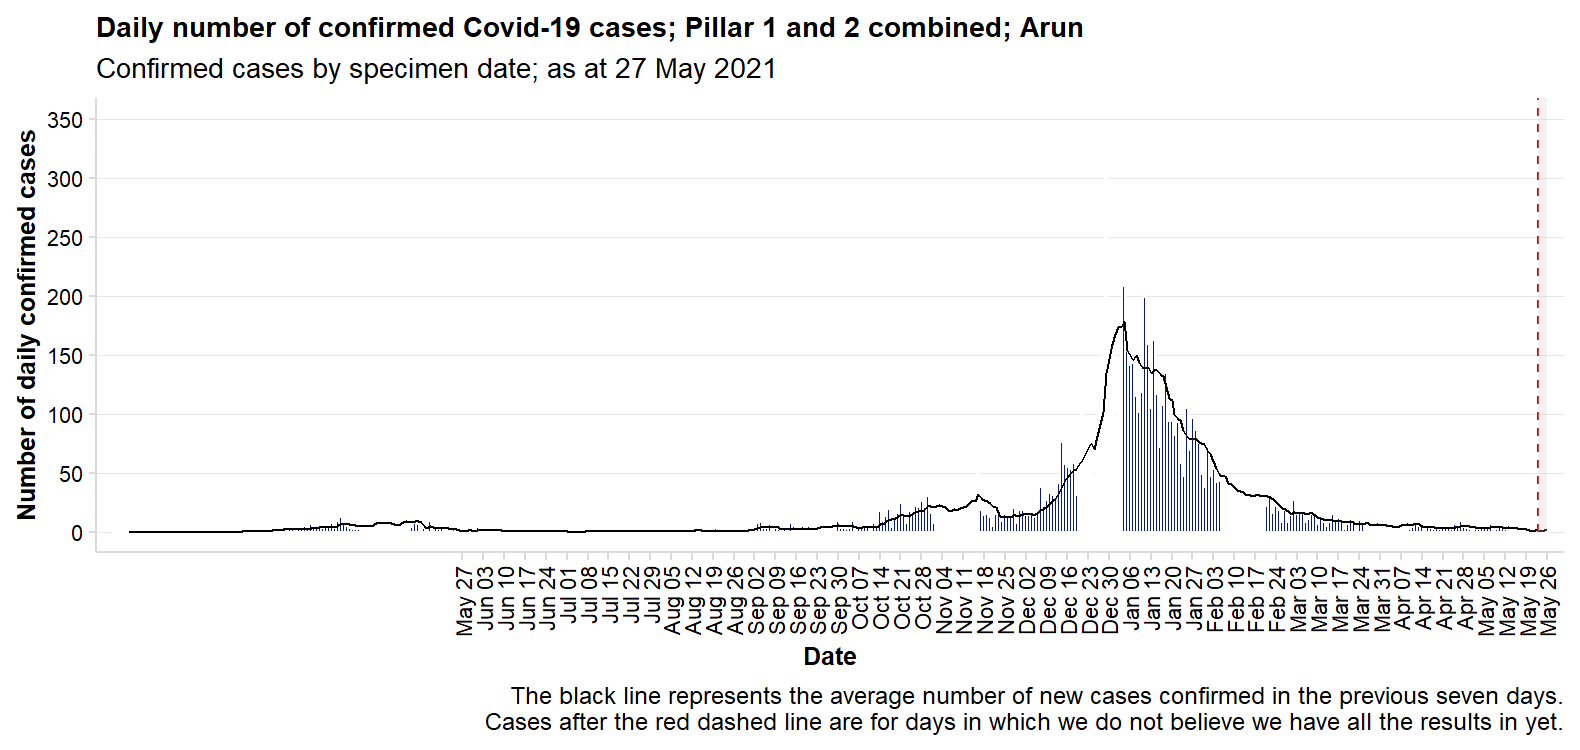 Daily number of confirmed Covid-19 cases; Pillar 1 and 2 combined; Arun
Confirmed cases by specimen date; as at 27 May 2021
Number of daily confirmed cases
350
300
250
200
150
100
50
0
May 27
Jun 03
Jun 10
Jun 17
Jun 24
Jul 01
Jul 08
Jul 15
Jul 22
Jul 29
Aug 05
Aug 12
Aug 19
Aug 26
Sep 02
Sep 09
Sep 16
Sep 23
Sep 30
Oct 07
Oct 14
Oct 21
Oct 28
Nov 04
Nov 11
Nov 18
Nov 25
Dec 02
Dec 09
Dec 16
Dec 23
Dec 30
Jan 06
Jan 13
Jan 20
Jan 27
Feb 03
Feb 10
Feb 17
Feb 24
Mar 03
Mar 10
Mar 17
Mar 24
Mar 31
Apr 07
Apr 14
Apr 21
Apr 28
May 05
May 12
May 19
May 26
Date
The black line represents the average number of new cases confirmed in the previous seven days.
Cases after the red dashed line are for days in which we do not believe we have all the results in yet.